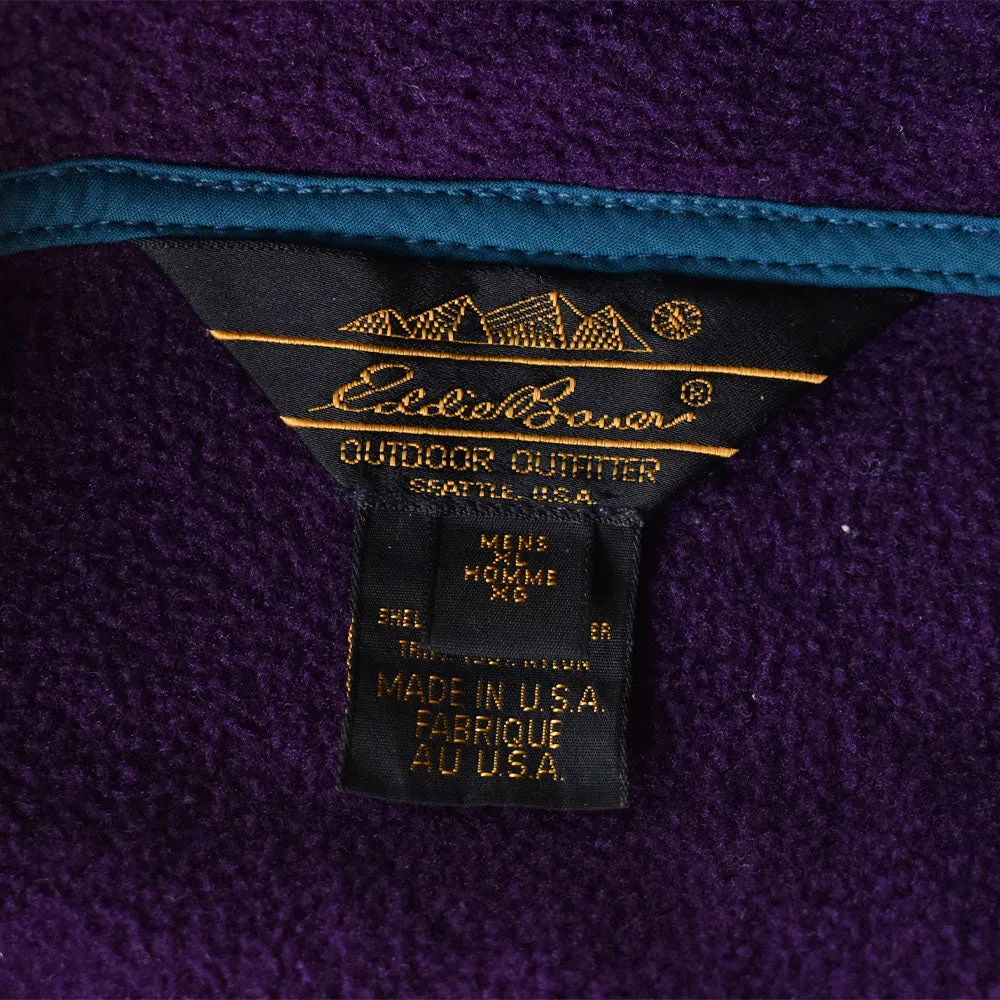 Eddie Bauer®
OUTDOOR OUTFITTER
SEATTLE, U.S.A.
MENS
XL
HOMME
XG
MADE IN U.S.A.
FABRIQUE
AU U.S.A.